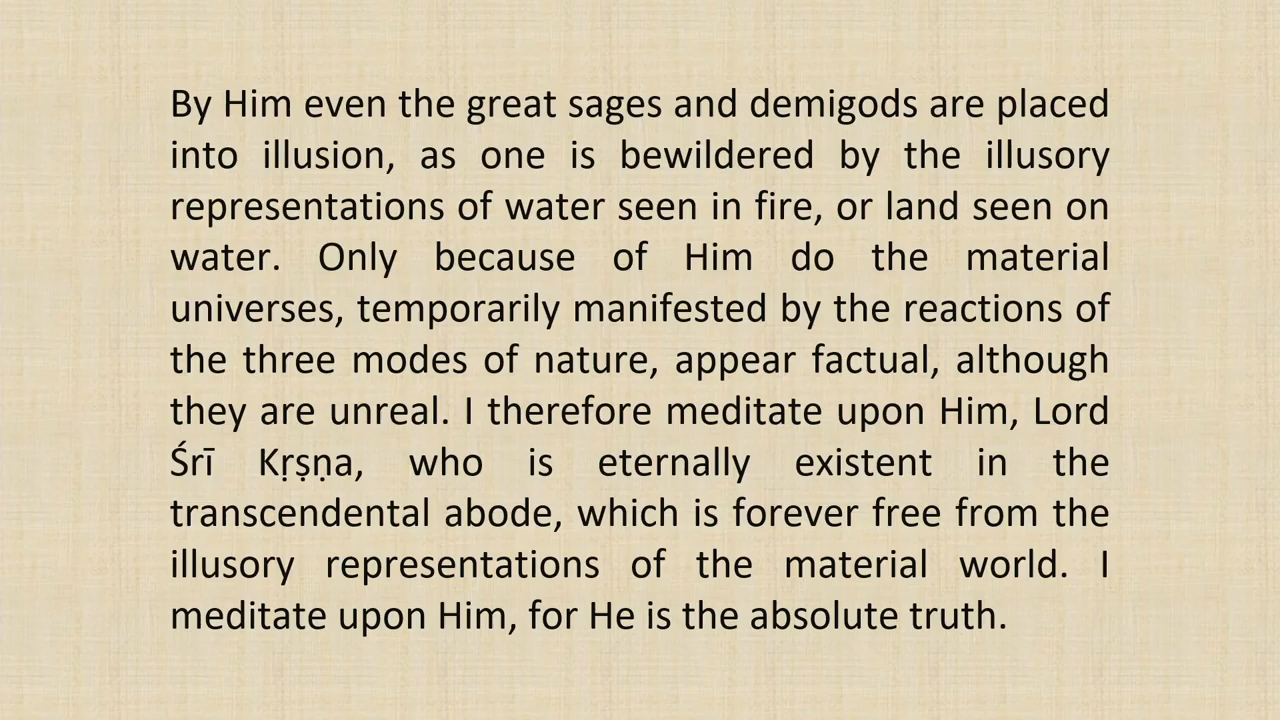 By Him even the great sages and demigods are placed
into illusion, as one is bewildered by the illusory
representations of water seen in fire, or land seen on
water. Only because of Him do the material
universes, temporarily manifested by the reactions of
the three modes of nature, appear factual, although
they are unreal. I therefore meditate upon Him, Lord
Śrī Kṛṣṇa, who is eternally existent in the
transcendental abode, which is forever free from the
illusory representations of the material world. I
meditate upon Him, for He is the absolute truth.